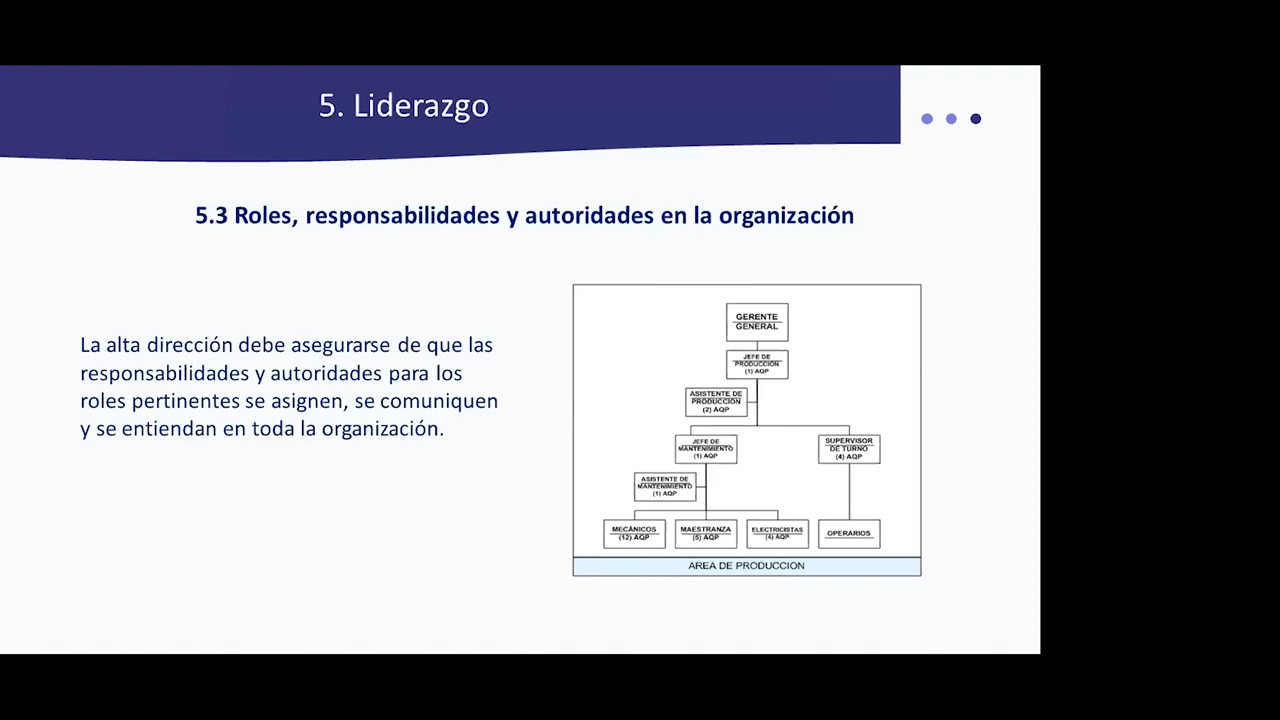 5. Liderazgo
5.3 Roles, responsabilidades y autoridades en la organización
La alta dirección debe asegurarse de que las
responsabilidades y autoridades para los
roles pertinentes se asignen, se comuniquen
y se entiendan en toda la organización.
GERENTE
GENERAL
JEFE DE
PRODUCCION
(1) AQP
ASISTENTE DE
PRODUCCION
(2) AQP
JEFE DE
MANTENIMIENTO
(1) AQP
SUPERVISOR
DE TURNO
(4) AQP
ASISTENTE DE
MANTENIMIENTO
(1) AQP
MECÁNICOS
(12) AQP
MAESTRANZA
(5) AQP
ELECTRICISTAS
(4) AQP
OPERARIOS
AREA DE PRODUCCION